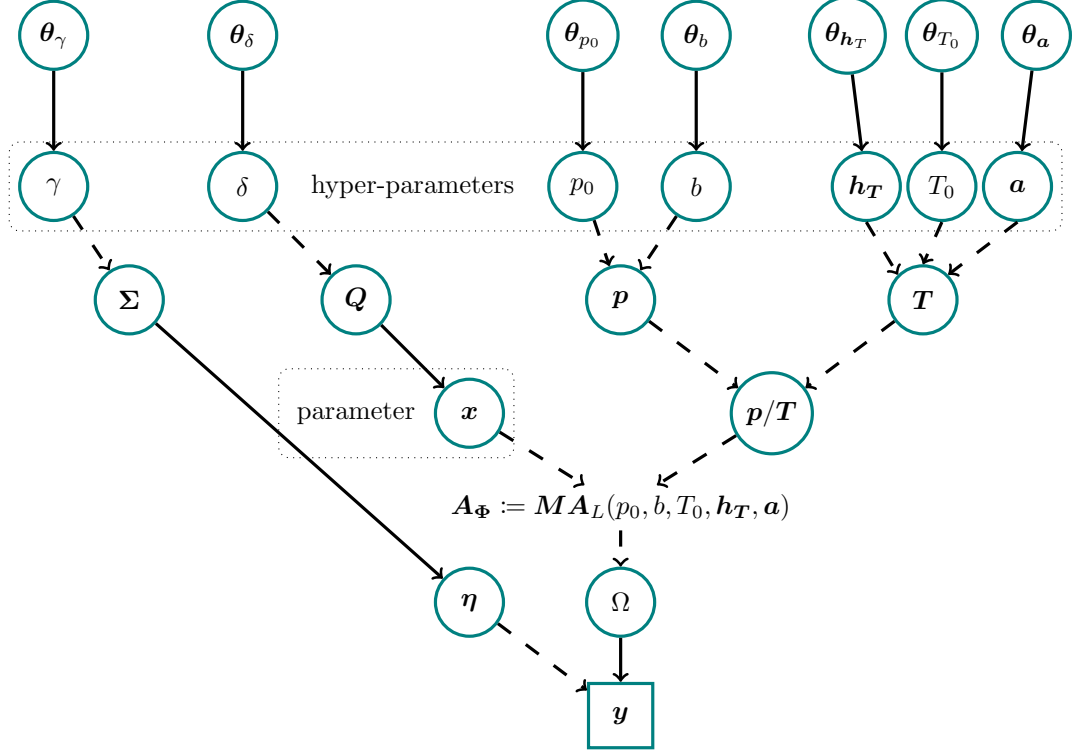 θ_γ θ_δ θ_{p_0} θ_b θ_{h_T} θ_{T_0} θ_a
γ δ hyper-parameters p_0 b h_T T_0 a
Σ Q p T
parameter x p/T
A_Φ := MA_L(p_0, b, T_0, h_T, a)
η Ω
y